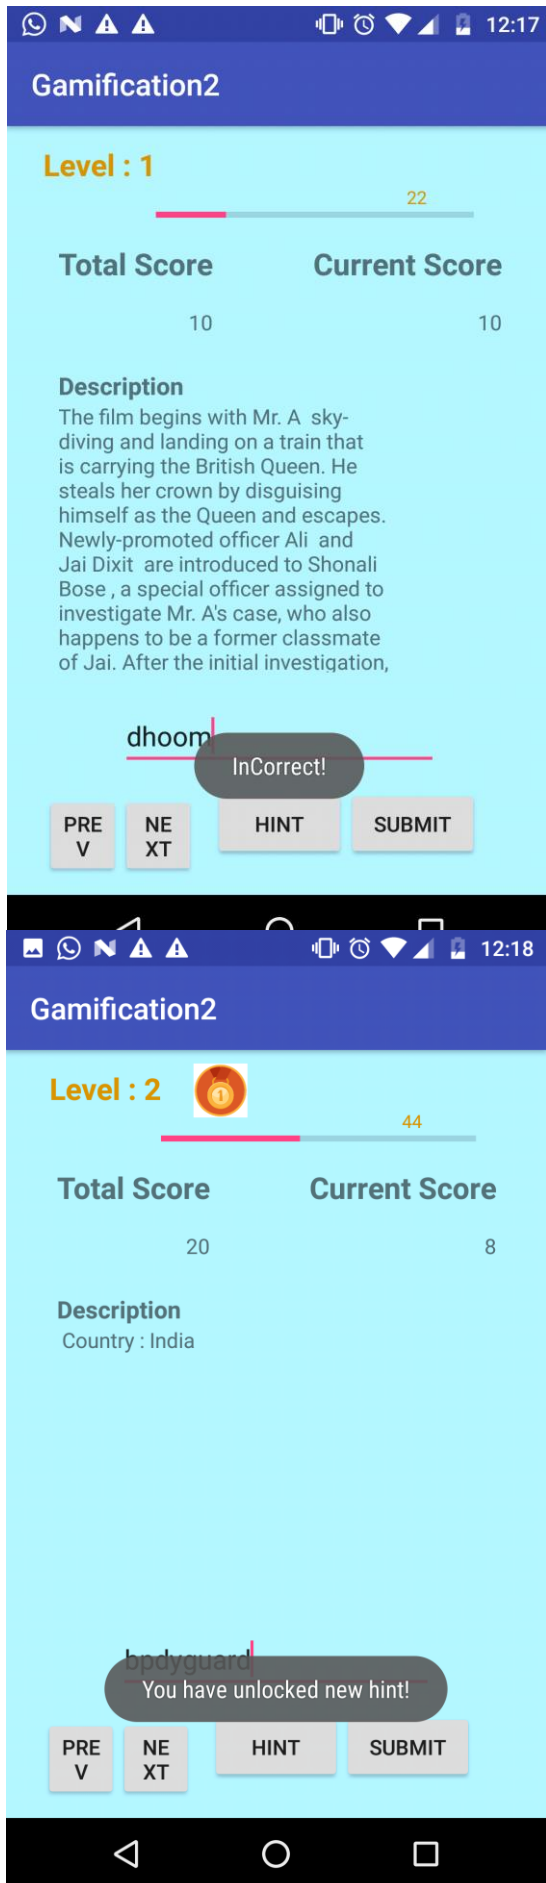 12:17
Gamification2
Level : 1
22
Total Score Current Score
10 10
Description
The film begins with Mr. A  sky-
diving and landing on a train that
is carrying the British Queen. He
steals her crown by disguising
himself as the Queen and escapes.
Newly-promoted officer Ali  and
Jai Dixit  are introduced to Shonali
Bose , a special officer assigned to
investigate Mr. A's case, who also
happens to be a former classmate
of Jai. After the initial investigation,
dhoom
InCorrect!
PRE
V
NE
XT
HINT
SUBMIT
12:18
Gamification2
Level : 2
1
44
Total Score Current Score
20 8
Description
Country : India
bpdyguard
You have unlocked new hint!
PRE
V
NE
XT
HINT
SUBMIT